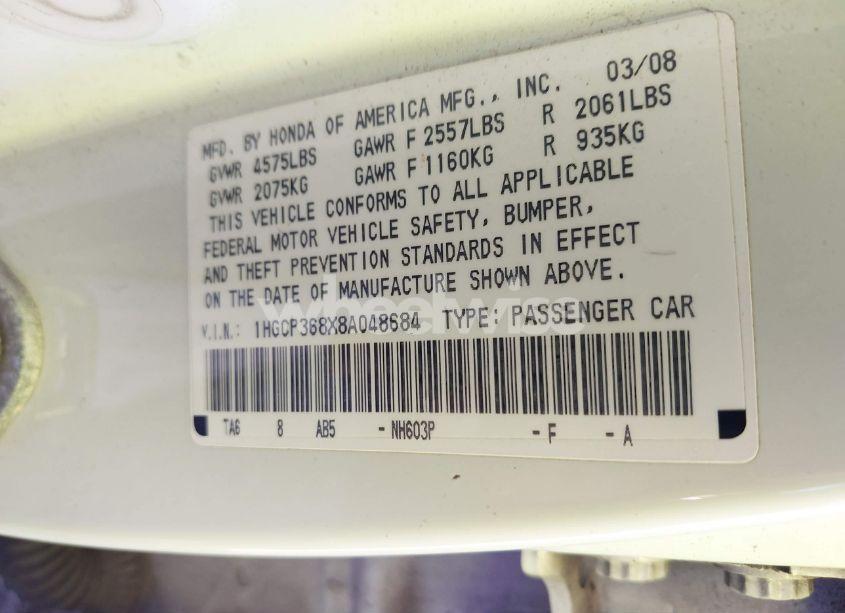 MFD. BY HONDA OF AMERICA MFG., INC. 03/08
GVWR 4575LBS GAWR F 2557LBS R 2061LBS
GVWR 2075KG GAWR F 1160KG R 935KG
THIS VEHICLE CONFORMS TO ALL APPLICABLE
FEDERAL MOTOR VEHICLE SAFETY, BUMPER,
AND THEFT PREVENTION STANDARDS IN EFFECT
ON THE DATE OF MANUFACTURE SHOWN ABOVE.
wheelwise
V.I.N.: 1HGCP368X8A048684 TYPE: PASSENGER CAR
TA6 8 AB5 - NH603P - F - A